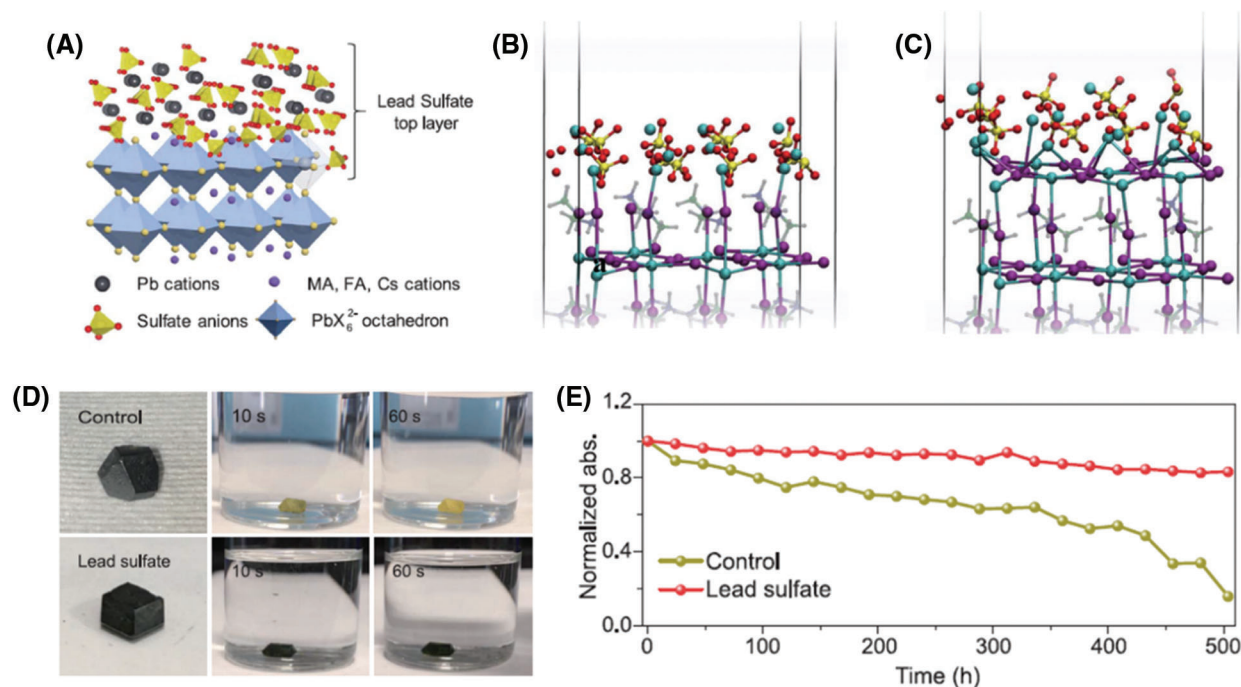 (A)
Lead Sulfate
top layer
Pb cations
MA, FA, Cs cations
Sulfate anions
PbX₆²⁻ octahedron
(B)
a
(C)
(D)
Control
10 s
60 s
Lead sulfate
10 s
60 s
(E)
Normalized abs.
1.2
0.8
0.4
0.0
Control
Lead sulfate
0
100
200
300
400
500
Time (h)